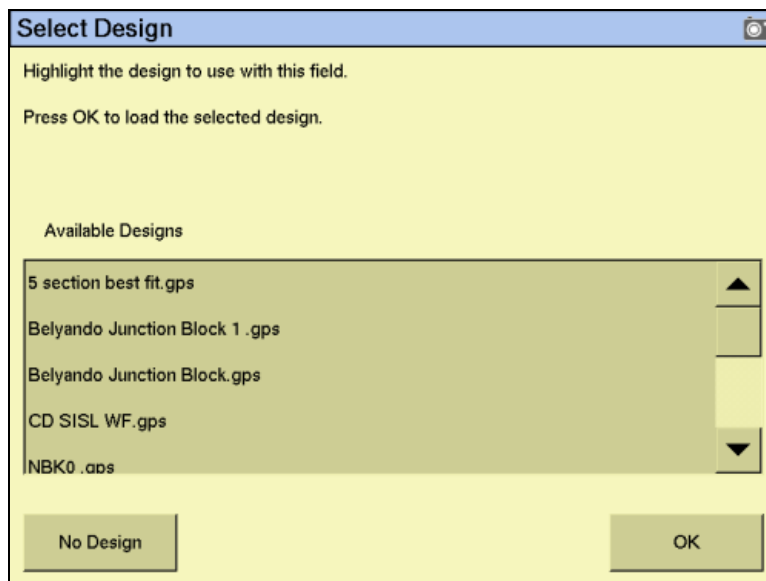 Select Design
Highlight the design to use with this field.
Press OK to load the selected design.
Available Designs
5 section best fit.gps
Belyando Junction Block 1 .gps
Belyando Junction Block.gps
CD SISL WF.gps
NBK0 .gps
No Design
OK